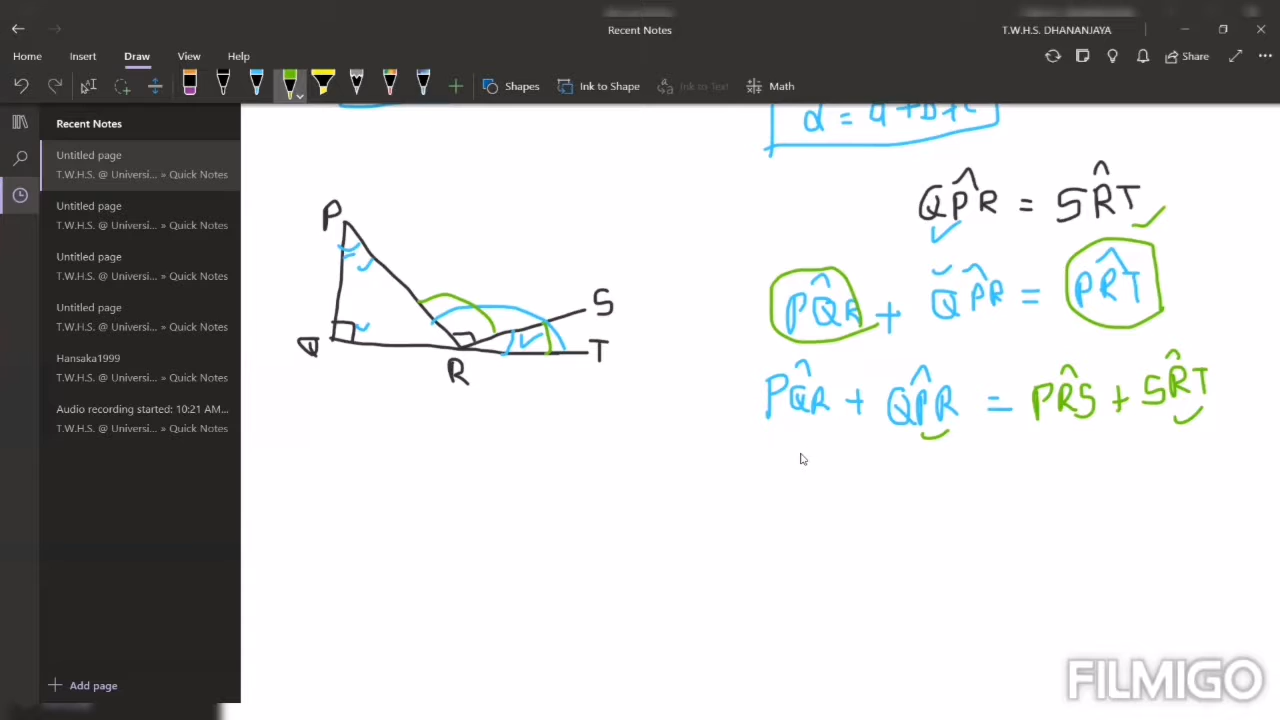 Recent Notes
T.W.H.S. DHANANJAYA
Home Insert Draw View Help
Share
Shapes
Ink to Shape
Ink to Text
Math
Recent Notes
Untitled page
T.W.H.S. @ Universi... » Quick Notes
Untitled page
T.W.H.S. @ Universi... » Quick Notes
Untitled page
T.W.H.S. @ Universi... » Quick Notes
Untitled page
T.W.H.S. @ Universi... » Quick Notes
Hansaka1999
T.W.H.S. @ Universi... » Quick Notes
Audio recording started: 10:21 AM...
T.W.H.S. @ Universi... » Quick Notes
Add page
d = a+b+c
P
S
Q
T
R
QP̂R = SR̂T
PQ̂R + QP̂R = PR̂T
PQ̂R + QP̂R = PR̂S + SR̂T
FILMIGO